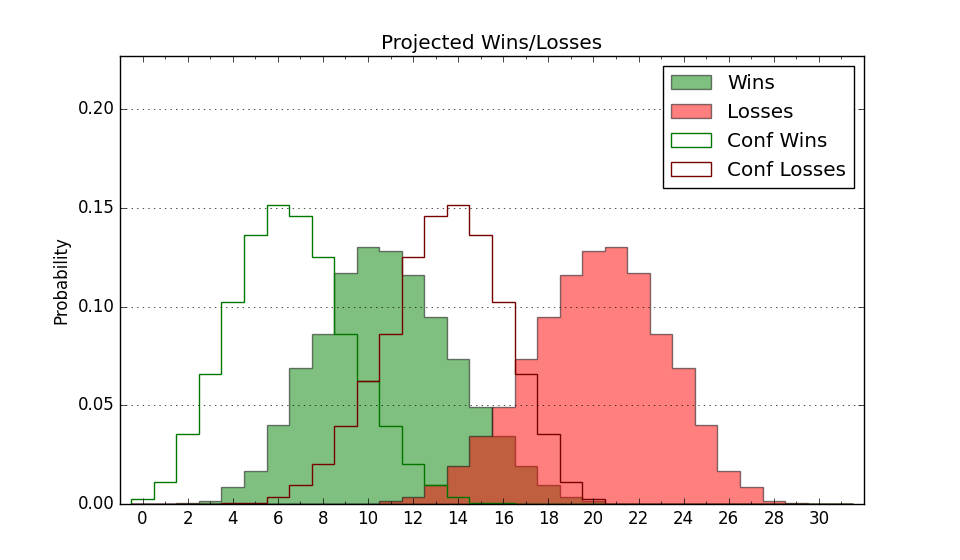 Projected Wins/Losses
Wins
Losses
Conf Wins
Conf Losses
Probability
0.20
0.15
0.10
0.05
0.00
0 2 4 6 8 10 12 14 16 18 20 22 24 26 28 30